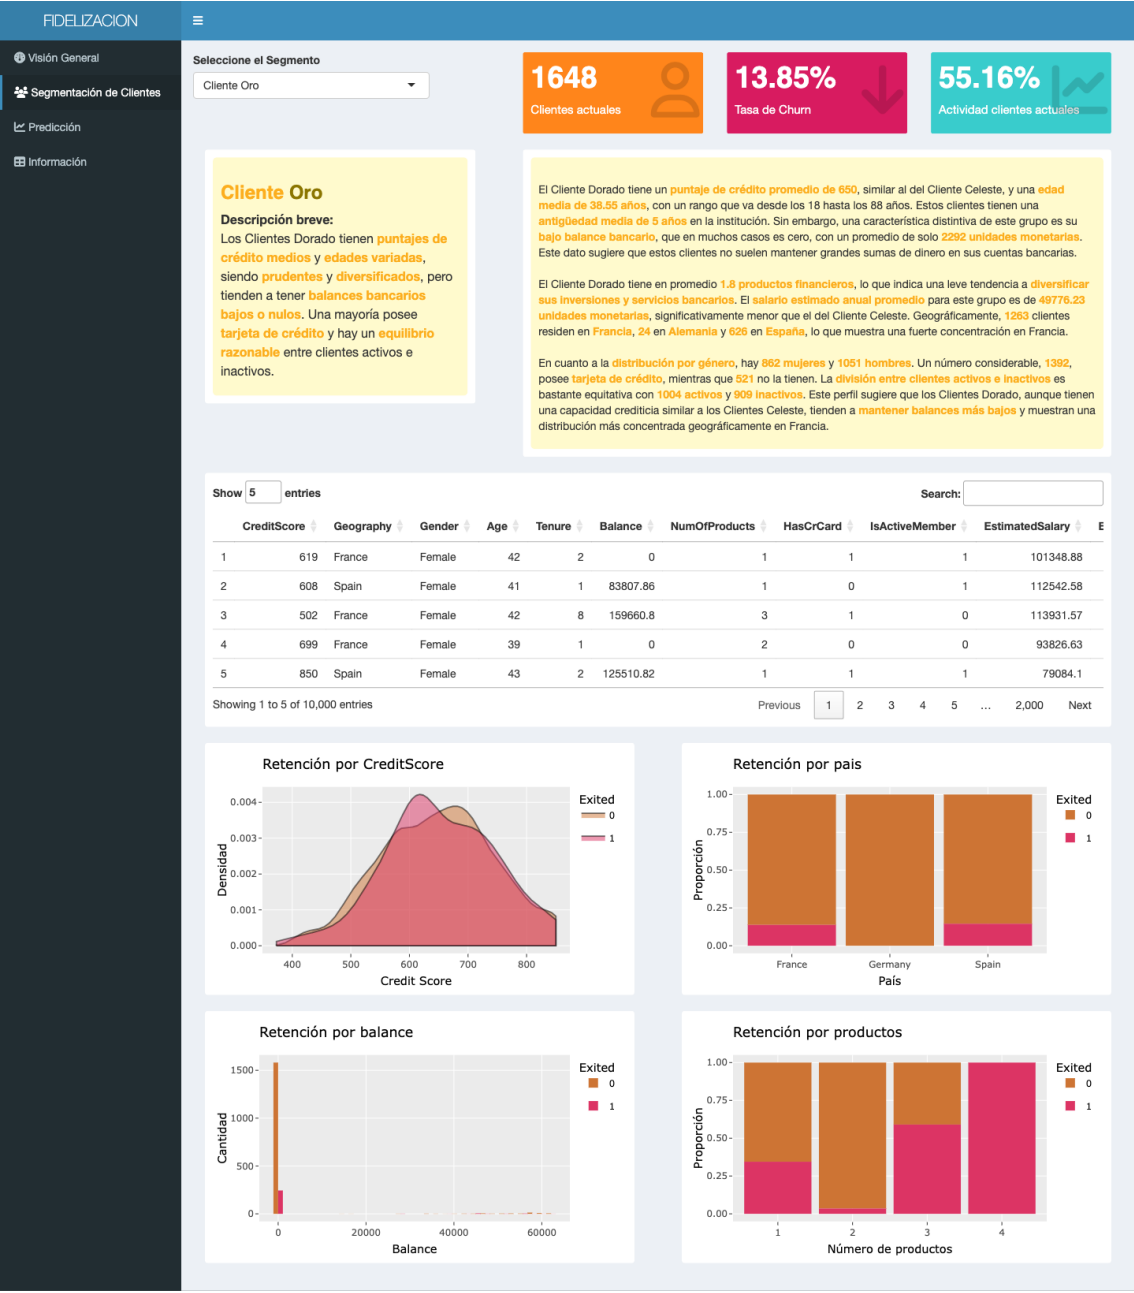 FIDELIZACION
Visión General
Segmentación de Clientes
Predicción
Información
Seleccione el Segmento
Cliente Oro
1648
Clientes actuales
13.85%
Tasa de Churn
55.16%
Actividad clientes actuales
Cliente Oro
Descripción breve:
Los Clientes Dorado tienen puntajes de
crédito medios y edades variadas,
siendo prudentes y diversificados, pero
tienden a tener balances bancarios
bajos o nulos. Una mayoría posee
tarjeta de crédito y hay un equilibrio
razonable entre clientes activos e
inactivos.
El Cliente Dorado tiene un puntaje de crédito promedio de 650, similar al del Cliente Celeste, y una edad
media de 38.55 años, con un rango que va desde los 18 hasta los 88 años. Estos clientes tienen una
antigüedad media de 5 años en la institución. Sin embargo, una característica distintiva de este grupo es su
bajo balance bancario, que en muchos casos es cero, con un promedio de solo 2292 unidades monetarias.
Este dato sugiere que estos clientes no suelen mantener grandes sumas de dinero en sus cuentas bancarias.
El Cliente Dorado tiene en promedio 1.8 productos financieros, lo que indica una leve tendencia a diversificar
sus inversiones y servicios bancarios. El salario estimado anual promedio para este grupo es de 49776.23
unidades monetarias, significativamente menor que el del Cliente Celeste. Geográficamente, 1263 clientes
residen en Francia, 24 en Alemania y 626 en España, lo que muestra una fuerte concentración en Francia.
En cuanto a la distribución por género, hay 862 mujeres y 1051 hombres. Un número considerable, 1392,
posee tarjeta de crédito, mientras que 521 no la tienen. La división entre clientes activos e inactivos es
bastante equitativa con 1004 activos y 909 inactivos. Este perfil sugiere que los Clientes Dorado, aunque tienen
una capacidad crediticia similar a los Clientes Celeste, tienden a mantener balances más bajos y muestran una
distribución más concentrada geográficamente en Francia.
Show 5 entries
Search:
CreditScore Geography Gender Age Tenure Balance NumOfProducts HasCrCard IsActiveMember EstimatedSalary E
1 619 France Female 42 2 0 1 1 1 101348.88
2 608 Spain Female 41 1 83807.86 1 0 1 112542.58
3 502 France Female 42 8 159660.8 3 1 0 113931.57
4 699 France Female 39 1 0 2 0 0 93826.63
5 850 Spain Female 43 2 125510.82 1 1 1 79084.1
Showing 1 to 5 of 10,000 entries
Previous 1 2 3 4 5 … 2,000 Next
Retención por CreditScore
0.004
0.003
0.002
0.001
0.000
Densidad
400 500 600 700 800
Credit Score
Exited
0
1
Retención por pais
1.00
0.75
0.50
0.25
0.00
Proporción
France Germany Spain
País
Exited
0
1
Retención por balance
1500
1000
500
0
Cantidad
0 20000 40000 60000
Balance
Exited
0
1
Retención por productos
1.00
0.75
0.50
0.25
0.00
Proporción
1 2 3 4
Número de productos
Exited
0
1